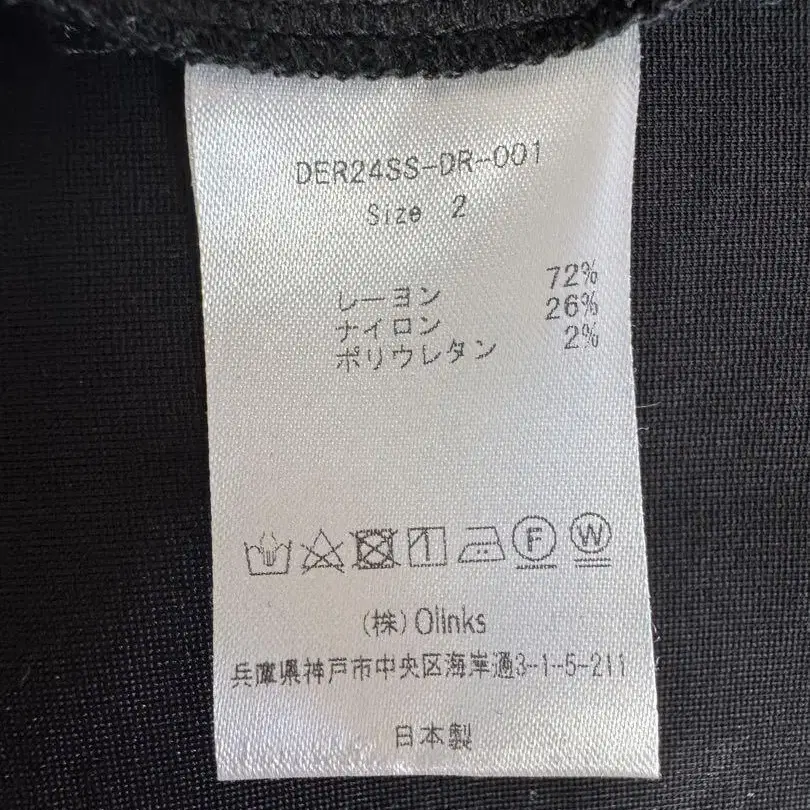 DER24SS-DR-001
Size 2
レーヨン 72%
ナイロン 26%
ポリウレタン 2%
F W
(株)Olinks
兵庫県神戸市中央区海岸通3-1-5-211
日本製